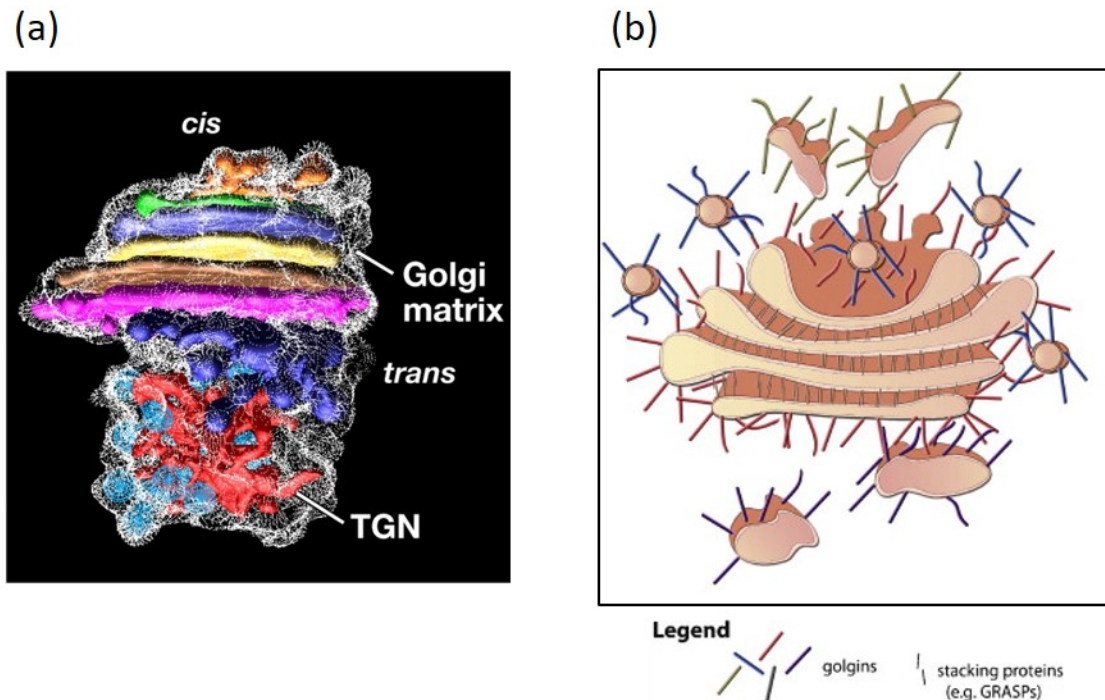 (a)
(b)
cis
Golgi
matrix
trans
TGN
Legend
golgins
stacking proteins
(e.g. GRASPs)